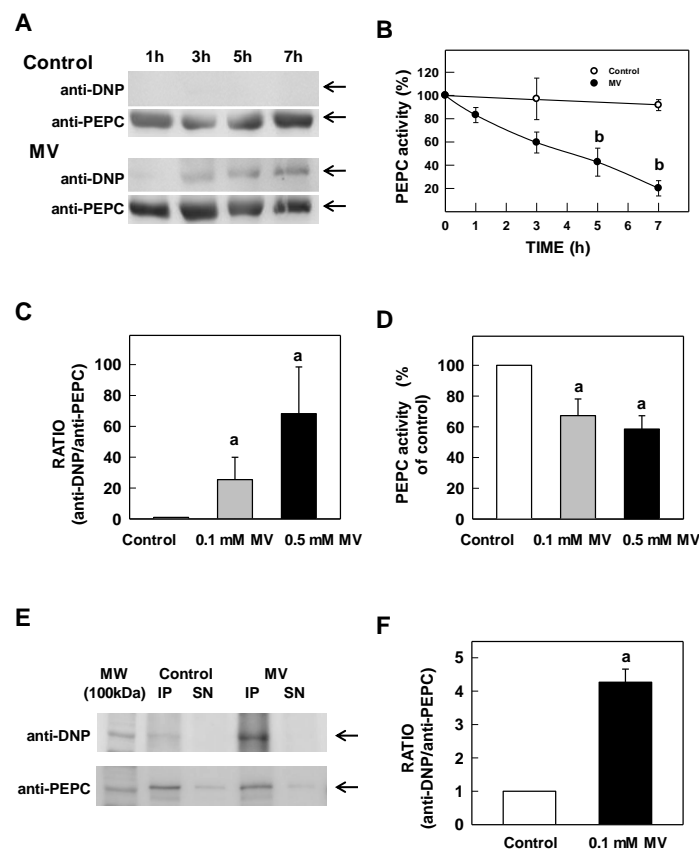 A
1h 3h 5h 7h
Control
anti-DNP
anti-PEPC
MV
anti-DNP
anti-PEPC
B
PEPC activity (%)
120
100
80
60
40
20
0 1 2 3 4 5 6 7
TIME (h)
Control
MV
b
b
C
RATIO
(anti-DNP/anti-PEPC)
100
80
60
40
20
0
a
a
Control 0.1 mM MV 0.5 mM MV
D
PEPC activity (%
of control)
100
80
60
40
20
0
a
a
Control 0.1 mM MV 0.5 mM MV
E
MW Control MV
(100kDa) IP SN IP SN
anti-DNP
anti-PEPC
F
RATIO
(anti-DNP/anti-PEPC)
5
4
3
2
1
0
a
Control 0.1 mM MV